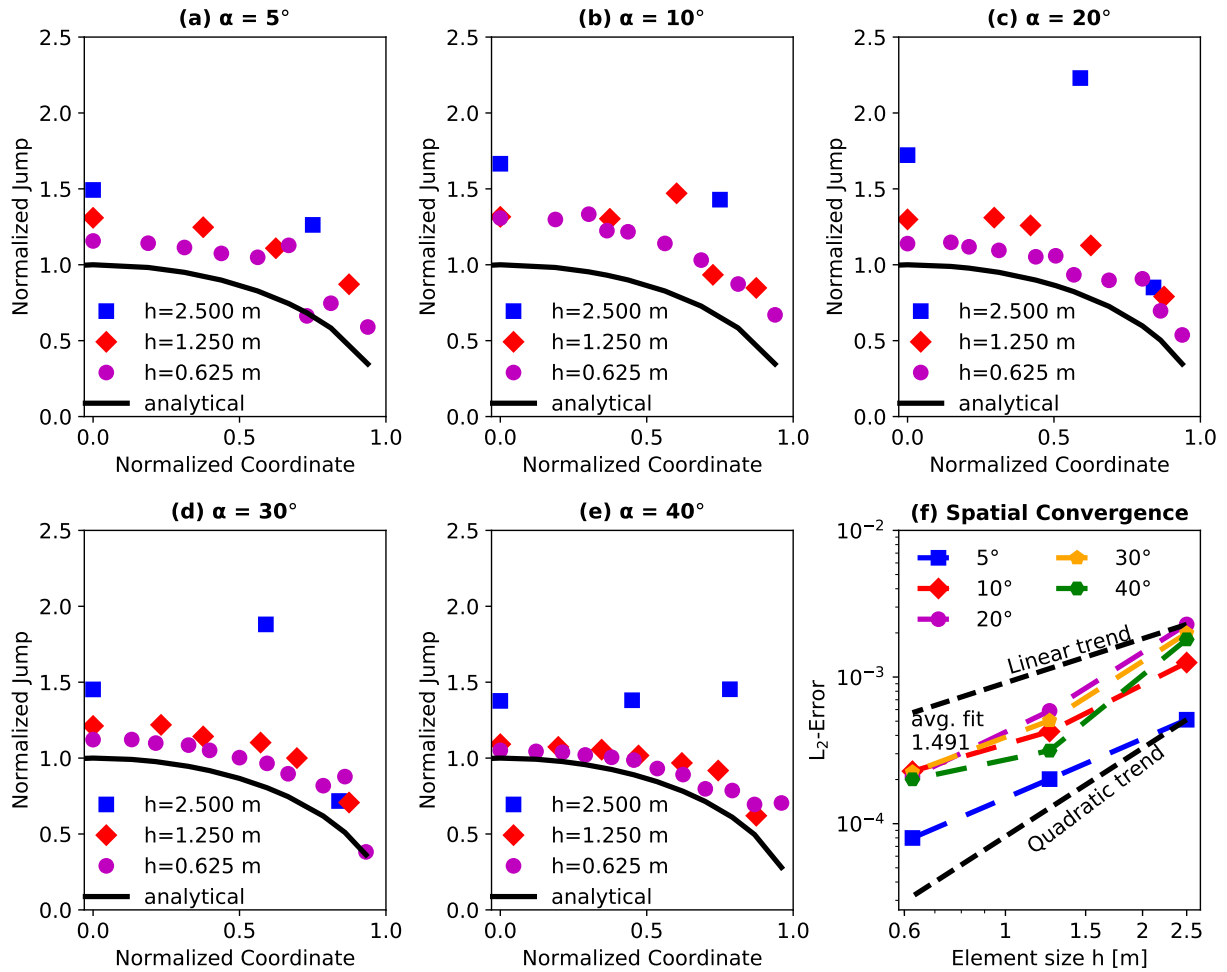 (a) α = 5°
2.5
2.0
1.5
1.0
0.5
0.0
Normalized Jump
h=2.500 m
h=1.250 m
h=0.625 m
analytical
0.0 0.5 1.0
Normalized Coordinate
(b) α = 10°
2.5
2.0
1.5
1.0
0.5
0.0
Normalized Jump
h=2.500 m
h=1.250 m
h=0.625 m
analytical
0.0 0.5 1.0
Normalized Coordinate
(c) α = 20°
2.5
2.0
1.5
1.0
0.5
0.0
Normalized Jump
h=2.500 m
h=1.250 m
h=0.625 m
analytical
0.0 0.5 1.0
Normalized Coordinate
(d) α = 30°
2.5
2.0
1.5
1.0
0.5
0.0
Normalized Jump
h=2.500 m
h=1.250 m
h=0.625 m
analytical
0.0 0.5 1.0
Normalized Coordinate
(e) α = 40°
2.5
2.0
1.5
1.0
0.5
0.0
Normalized Jump
h=2.500 m
h=1.250 m
h=0.625 m
analytical
0.0 0.5 1.0
Normalized Coordinate
(f) Spatial Convergence
10⁻²
10⁻³
10⁻⁴
L₂-Error
5° 30°
10° 40°
20°
Linear trend
avg. fit
1.491
Quadratic trend
0.6 1 1.5 2 2.5
Element size h [m]